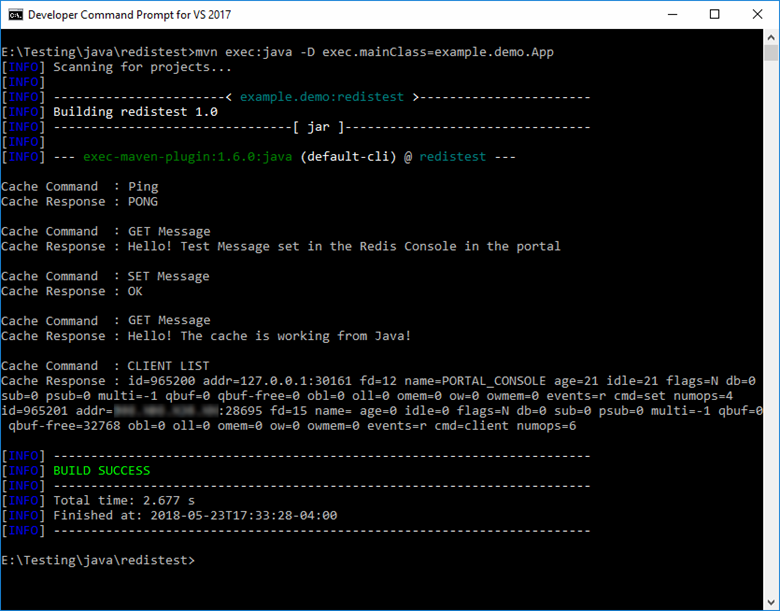 Developer Command Prompt for VS 2017
E:\Testing\java\redistest>mvn exec:java -D exec.mainClass=example.demo.App
[INFO] Scanning for projects...
[INFO]
[INFO] ----------------------< example.demo:redistest >-----------------------
[INFO] Building redistest 1.0
[INFO] --------------------------------[ jar ]---------------------------------
[INFO]
[INFO] --- exec-maven-plugin:1.6.0:java (default-cli) @ redistest ---
Cache Command  : Ping
Cache Response : PONG
Cache Command  : GET Message
Cache Response : Hello! Test Message set in the Redis Console in the portal
Cache Command  : SET Message
Cache Response : OK
Cache Command  : GET Message
Cache Response : Hello! The cache is working from Java!
Cache Command  : CLIENT LIST
Cache Response : id=965200 addr=127.0.0.1:30161 fd=12 name=PORTAL_CONSOLE age=21 idle=21 flags=N db=0
sub=0 psub=0 multi=-1 qbuf=0 qbuf-free=0 obl=0 oll=0 omem=0 ow=0 owmem=0 events=r cmd=set numops=4
id=965201 addr= :28695 fd=15 name= age=0 idle=0 flags=N db=0 sub=0 psub=0 multi=-1 qbuf=0
qbuf-free=32768 obl=0 oll=0 omem=0 ow=0 owmem=0 events=r cmd=client numops=6
[INFO] ------------------------------------------------------------------------
[INFO] BUILD SUCCESS
[INFO] ------------------------------------------------------------------------
[INFO] Total time: 2.677 s
[INFO] Finished at: 2018-05-23T17:33:28-04:00
[INFO] ------------------------------------------------------------------------
E:\Testing\java\redistest>